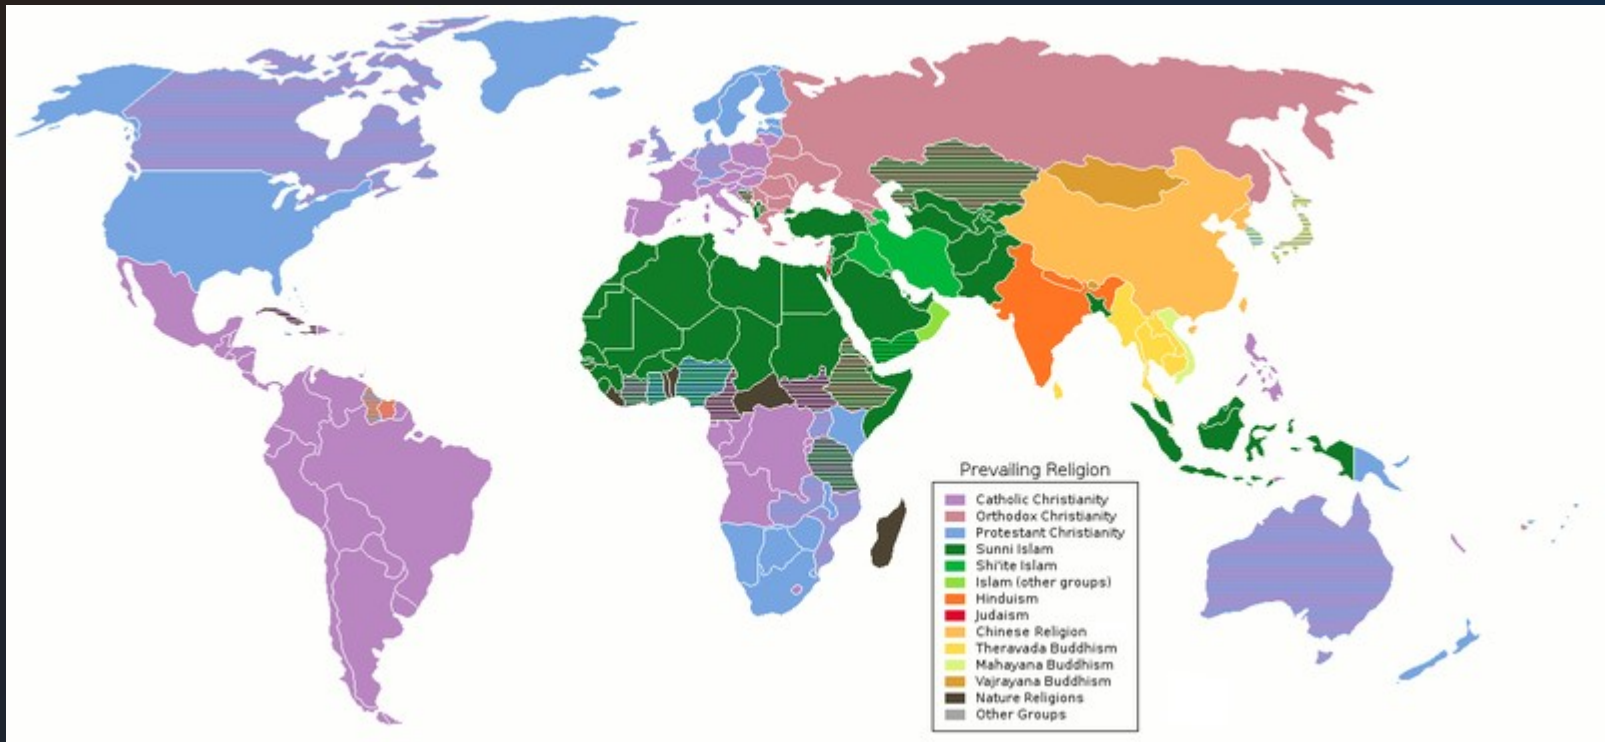 Prevailing Religion
Catholic Christianity
Orthodox Christianity
Protestant Christianity
Sunni Islam
Shi'ite Islam
Islam (other groups)
Hinduism
Judaism
Chinese Religion
Theravada Buddhism
Mahayana Buddhism
Vajrayana Buddhism
Nature Religions
Other Groups